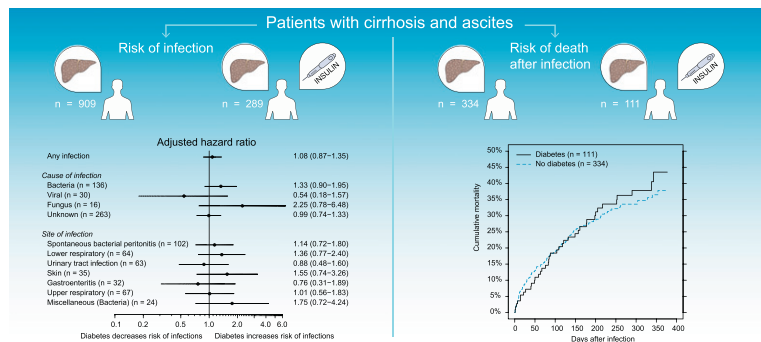 Patients with cirrhosis and ascites
Risk of infection
INSULIN
n = 909
n = 289
Adjusted hazard ratio
Any infection 1.08 (0.87−1.35)
Cause of infection
Bacteria (n = 136) 1.33 (0.90−1.95)
Viral (n = 30) 0.54 (0.18−1.57)
Fungus (n = 16) 2.25 (0.78−6.48)
Unknown (n = 263) 0.99 (0.74−1.33)
Site of infection
Spontaneous bacterial peritonitis (n = 102) 1.14 (0.72−1.80)
Lower respiratory (n = 64) 1.36 (0.77−2.40)
Urinary tract infection (n = 63) 0.88 (0.48−1.60)
Skin (n = 35) 1.55 (0.74−3.26)
Gastroenteritis (n = 32) 0.76 (0.31−1.89)
Upper respiratory (n = 67) 1.01 (0.56−1.83)
Miscellaneous (Bacteria) (n = 24) 1.75 (0.72−4.24)
0.1 0.2 0.5 1.0 2.0 4.0 6.0
Diabetes decreases risk of infections Diabetes increases risk of infections
Risk of death
after infection
INSULIN
n = 334
n = 111
Diabetes (n = 111)
No diabetes (n = 334)
Cumulative mortality
50%
45%
40%
35%
30%
25%
20%
15%
10%
5%
0%
0 50 100 150 200 250 300 350 400
Days after infection